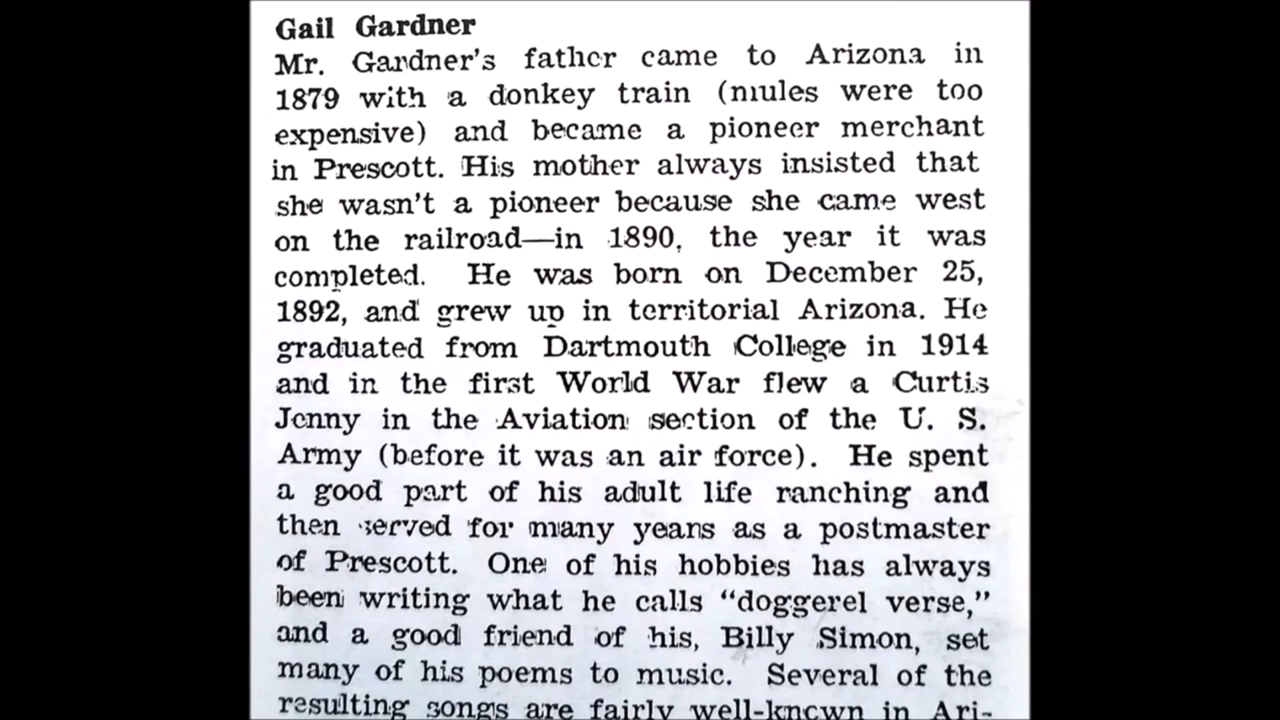 Gail Gardner
Mr. Gardner's father came to Arizona in
1879 with a donkey train (mules were too
expensive) and became a pioneer merchant
in Prescott. His mother always insisted that
she wasn't a pioneer because she came west
on the railroad—in 1890, the year it was
completed. He was born on December 25,
1892, and grew up in territorial Arizona. He
graduated from Dartmouth College in 1914
and in the first World War flew a Curtis
Jenny in the Aviation section of the U. S.
Army (before it was an air force). He spent
a good part of his adult life ranching and
then served for many years as a postmaster
of Prescott. One of his hobbies has always
been writing what he calls “doggerel verse,”
and a good friend of his, Billy Simon, set
many of his poems to music. Several of the
resulting songs are fairly well-known in Ari-